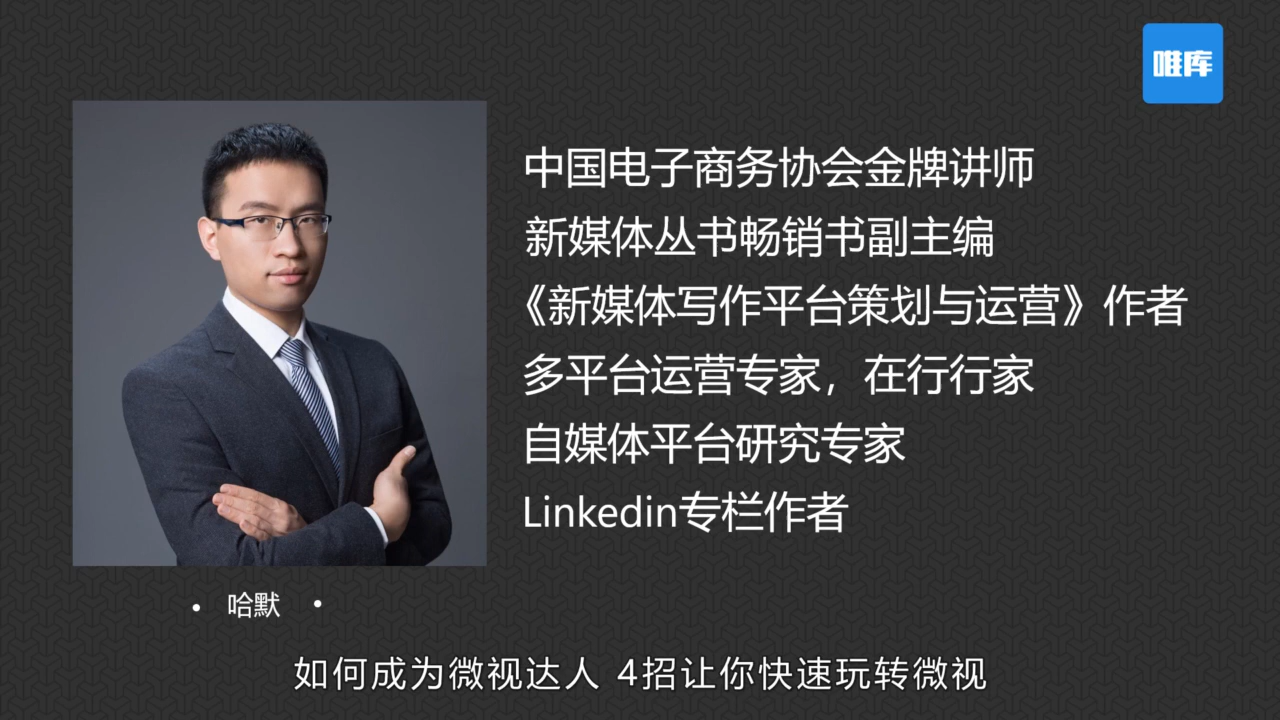 唯库
中国电子商务协会金牌讲师
新媒体丛书畅销书副主编
《新媒体写作平台策划与运营》作者
多平台运营专家，在行行家
自媒体平台研究专家
Linkedin专栏作者
• 哈默 •
如何成为微视达人 4招让你快速玩转微视